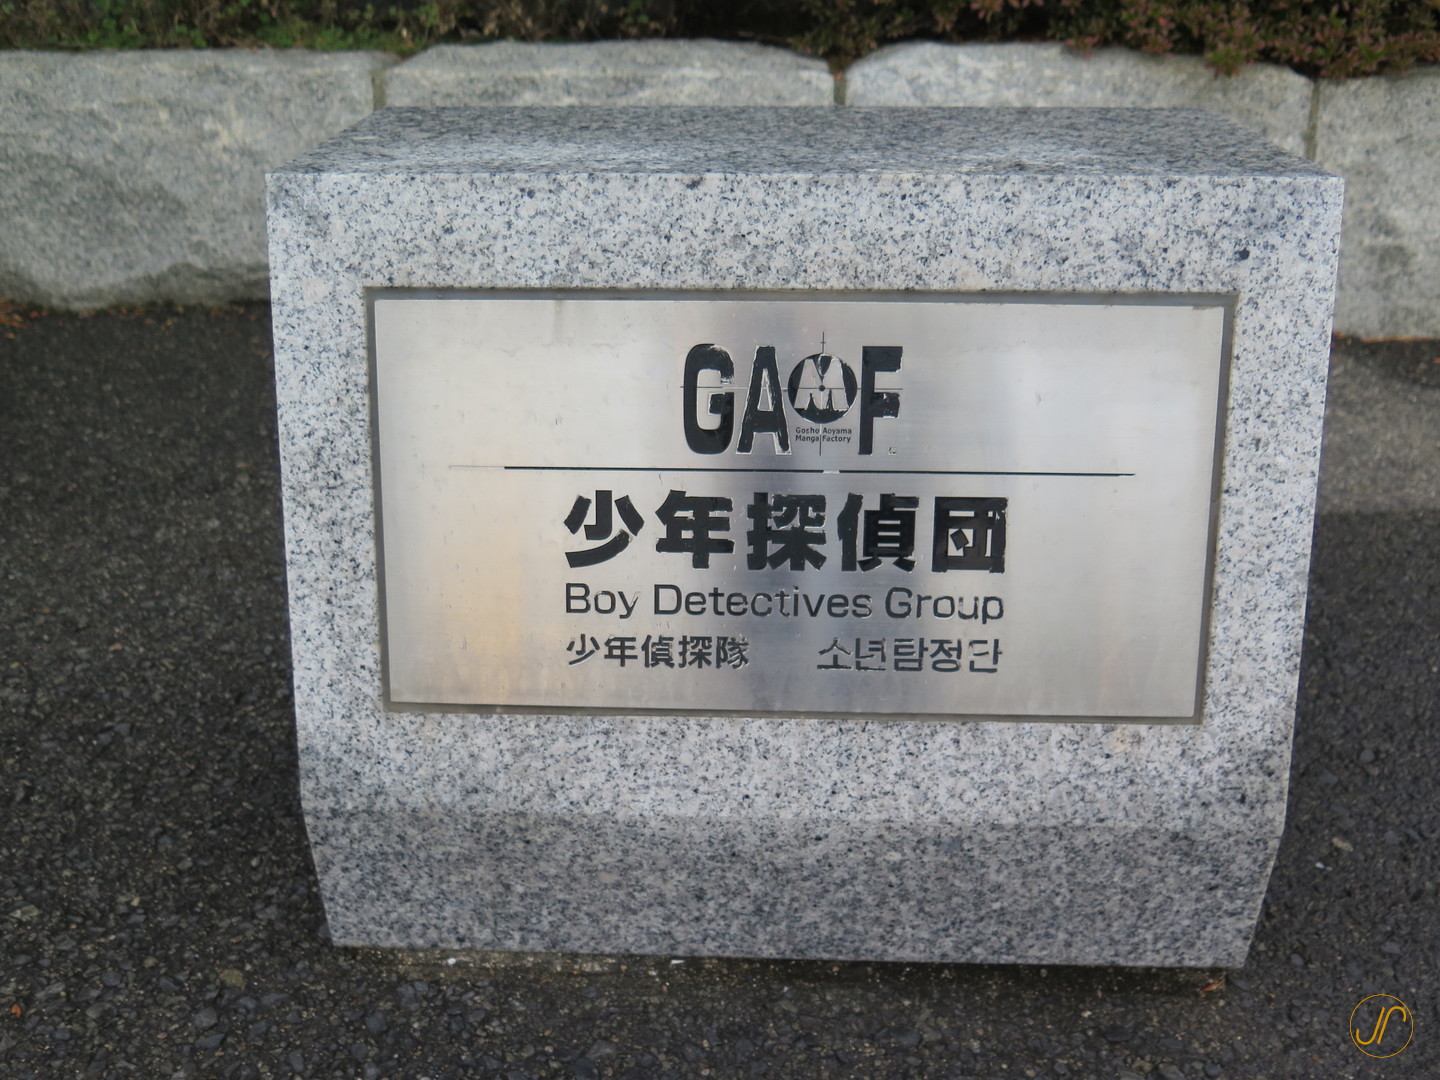 GAMF
Gosho Aoyama
Manga Factory
少年探偵団
Boy Detectives Group
少年偵探隊 소년탐정단